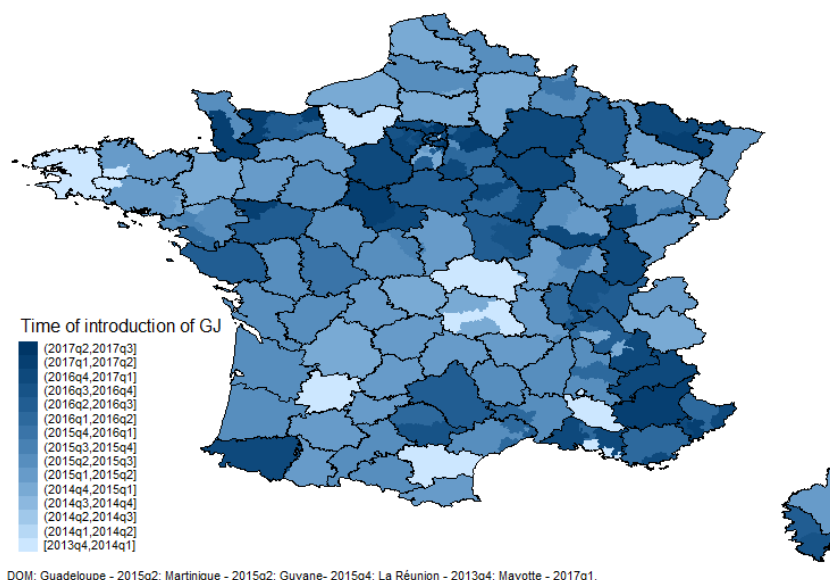 Time of introduction of GJ
(2017q2,2017q3]
(2017q1,2017q2]
(2016q4,2017q1]
(2016q3,2016q4]
(2016q2,2016q3]
(2016q1,2016q2]
(2015q4,2016q1]
(2015q3,2015q4]
(2015q2,2015q3]
(2015q1,2015q2]
(2014q4,2015q1]
(2014q3,2014q4]
(2014q2,2014q3]
(2014q1,2014q2]
[2013q4,2014q1]
DOM: Guadeloupe - 2015q2; Martinique - 2015q2; Guyane- 2015q4; La Réunion - 2013q4; Mayotte - 2017q1.